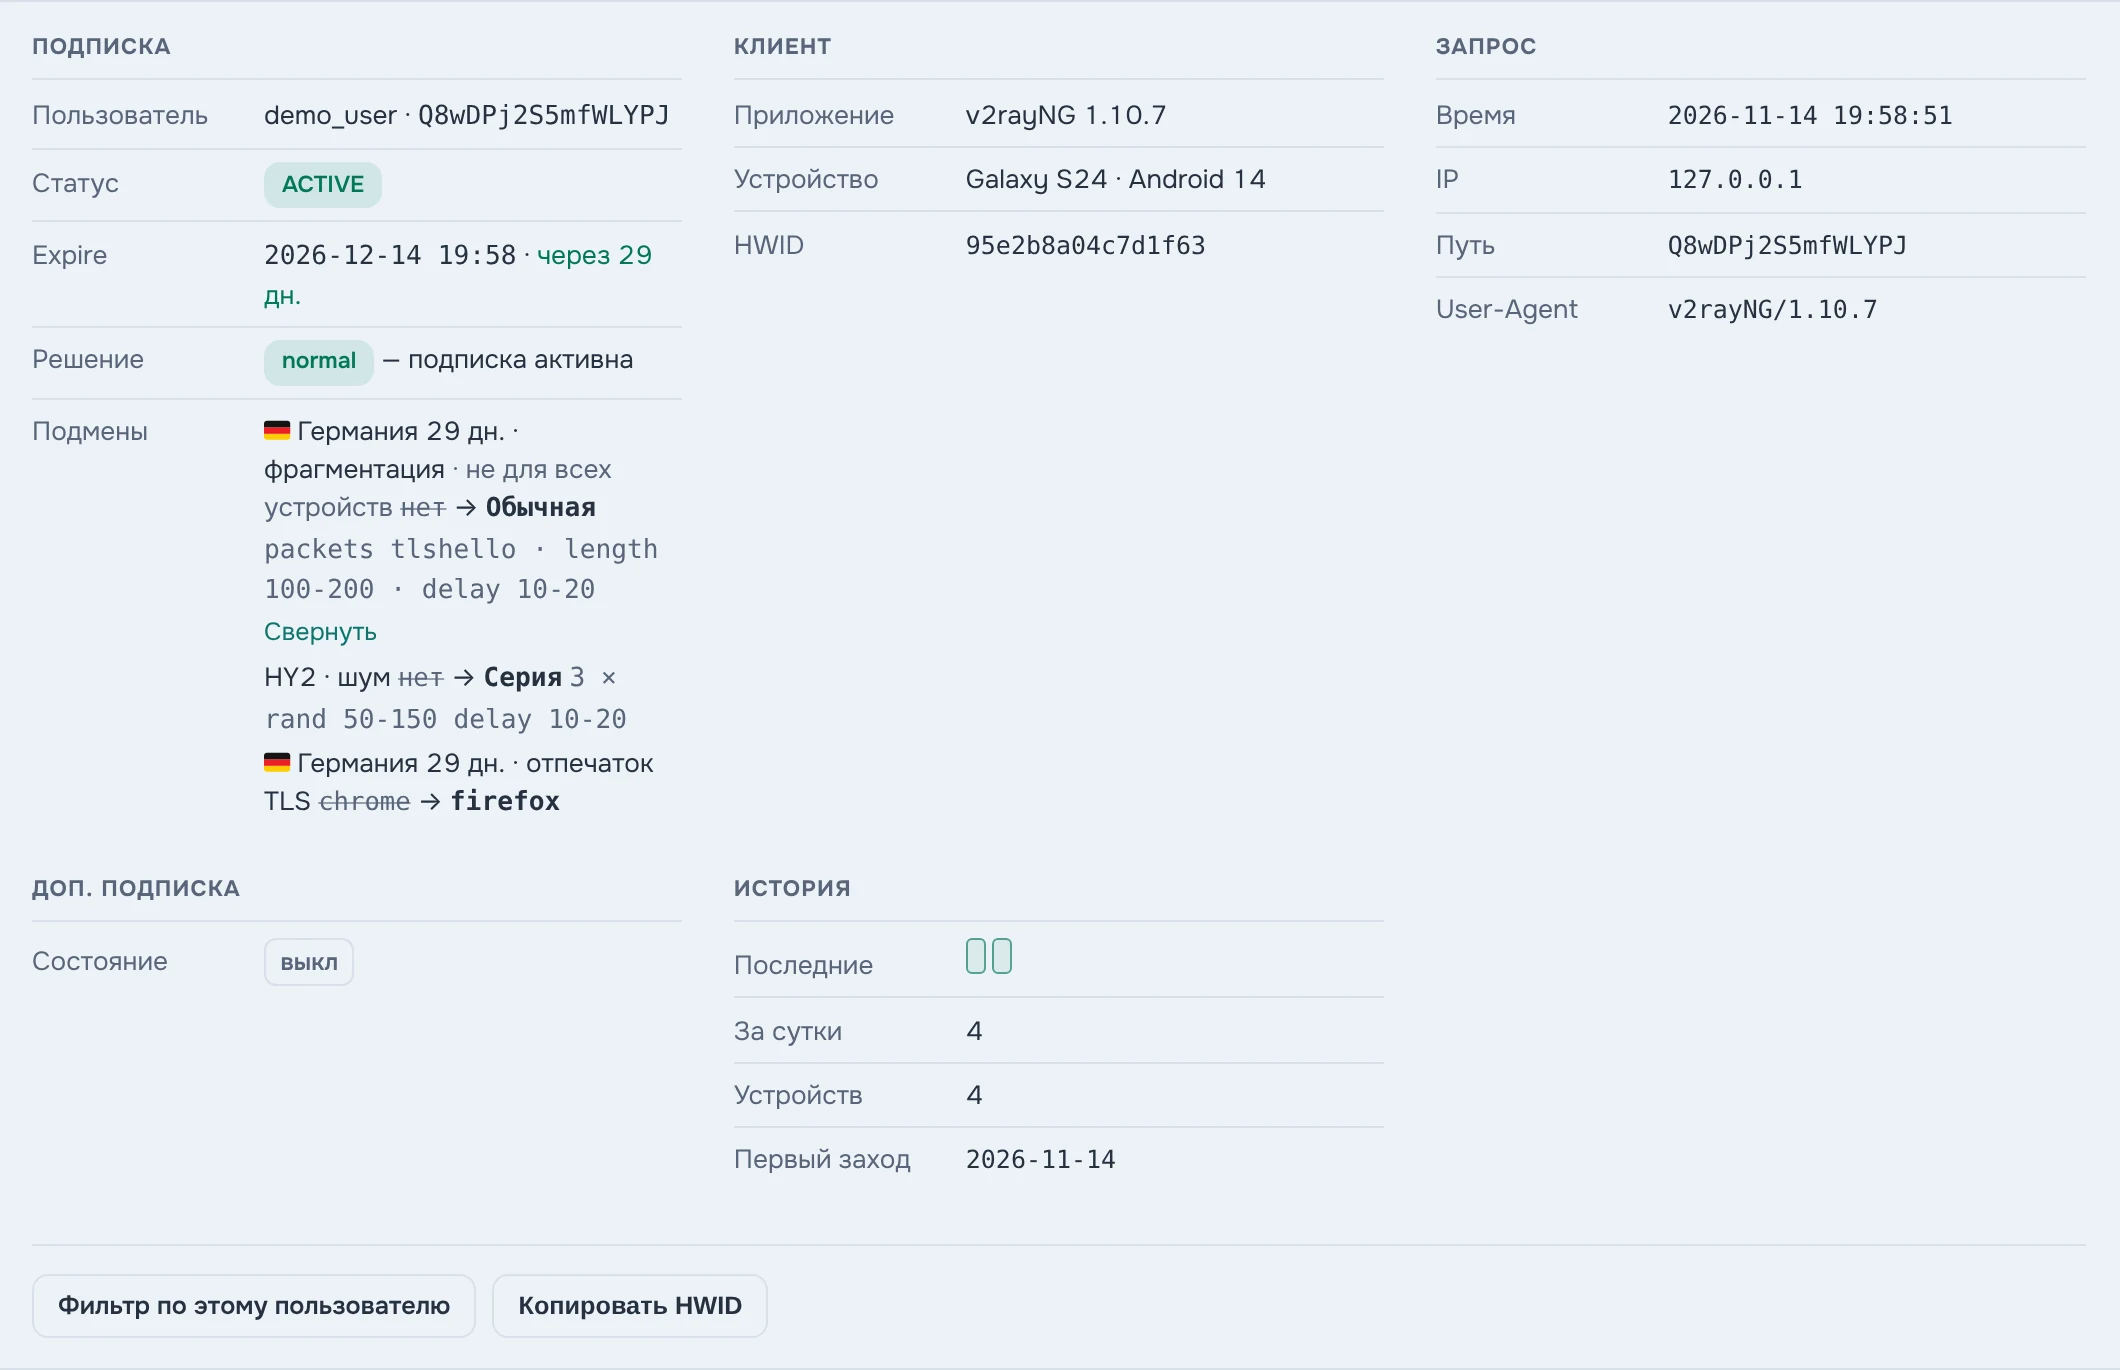 ПОДПИСКА
Пользователь demo_user · Q8wDPj2S5mfWLYPJ
Статус ACTIVE
Expire 2026-12-14 19:58 · через 29
дн.
Решение normal — подписка активна
Подмены Германия 29 дн. ·
фрагментация · не для всех
устройств нет → Обычная
packets tlshello · length
100-200 · delay 10-20
Свернуть
HY2 · шум нет → Серия 3 ×
rand 50-150 delay 10-20
Германия 29 дн. · отпечаток
TLS chrome → firefox
КЛИЕНТ
Приложение v2rayNG 1.10.7
Устройство Galaxy S24 · Android 14
HWID 95e2b8a04c7d1f63
ЗАПРОС
Время 2026-11-14 19:58:51
IP 127.0.0.1
Путь Q8wDPj2S5mfWLYPJ
User-Agent v2rayNG/1.10.7
ДОП. ПОДПИСКА
Состояние выкл
ИСТОРИЯ
Последние
За сутки 4
Устройств 4
Первый заход 2026-11-14
Фильтр по этому пользователю
Копировать HWID